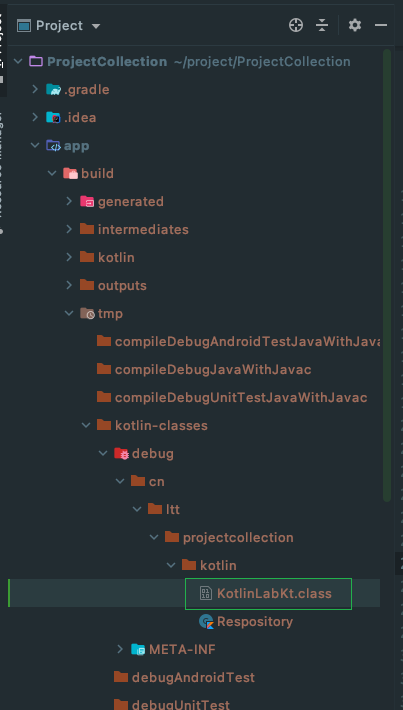 Project
ProjectCollection ~/project/ProjectCollection
.gradle
.idea
app
build
generated
intermediates
kotlin
outputs
tmp
compileDebugAndroidTestJavaWithJava
compileDebugJavaWithJavac
compileDebugUnitTestJavaWithJavac
kotlin-classes
debug
cn
ltt
projectcollection
kotlin
KotlinLabKt.class
Respository
META-INF
debugAndroidTest
debugUnitTest